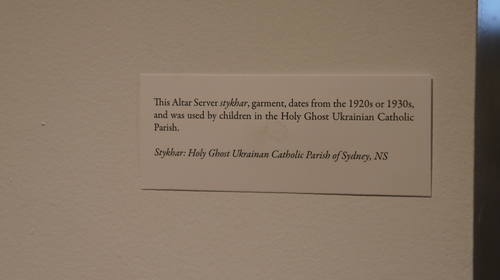 This Altar Server stykhar, garment, dates from the 1920s or 1930s,
and was used by children in the Holy Ghost Ukrainian Catholic
Parish.
Stykhar: Holy Ghost Ukrainan Catholic Parish of Sydney, NS